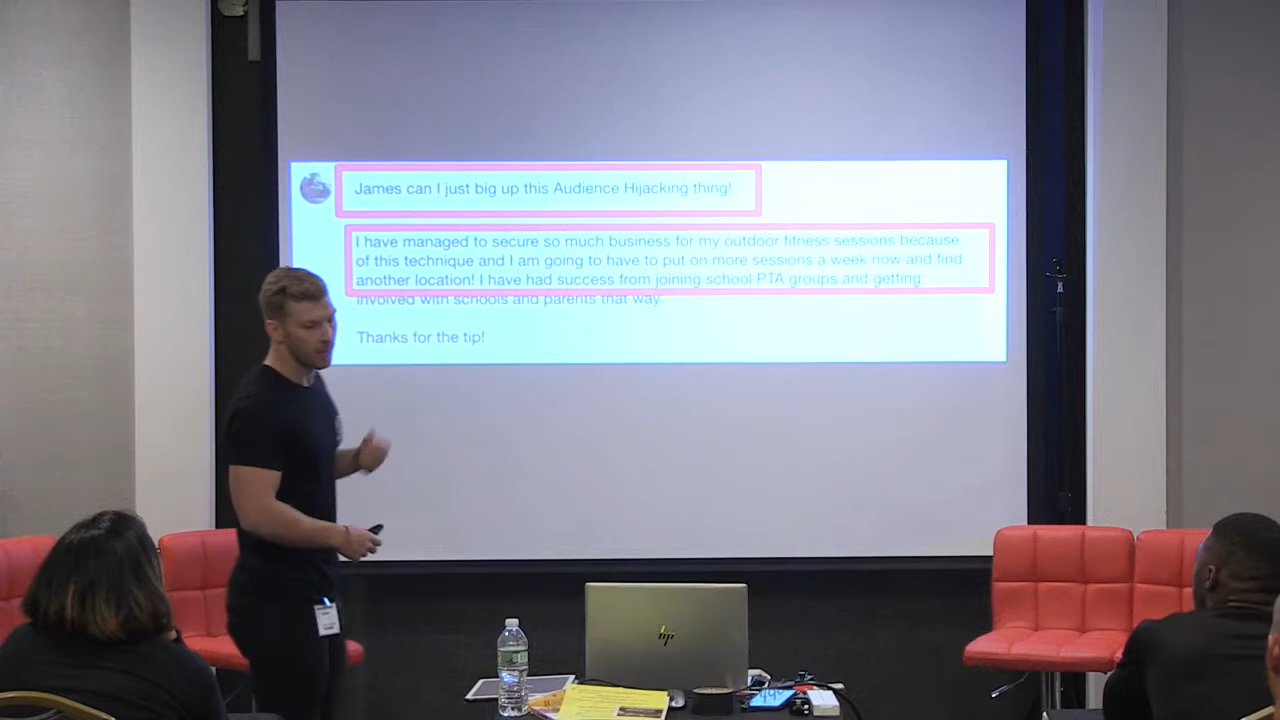 James can I just big up this Audience Hijacking thing!
I have managed to secure so much business for my outdoor fitness sessions because
of this technique and I am going to have to put on more sessions a week now and find
another location! I have had success from joining school PTA groups and getting
involved with schools and parents that way.
Thanks for the tip!
hp